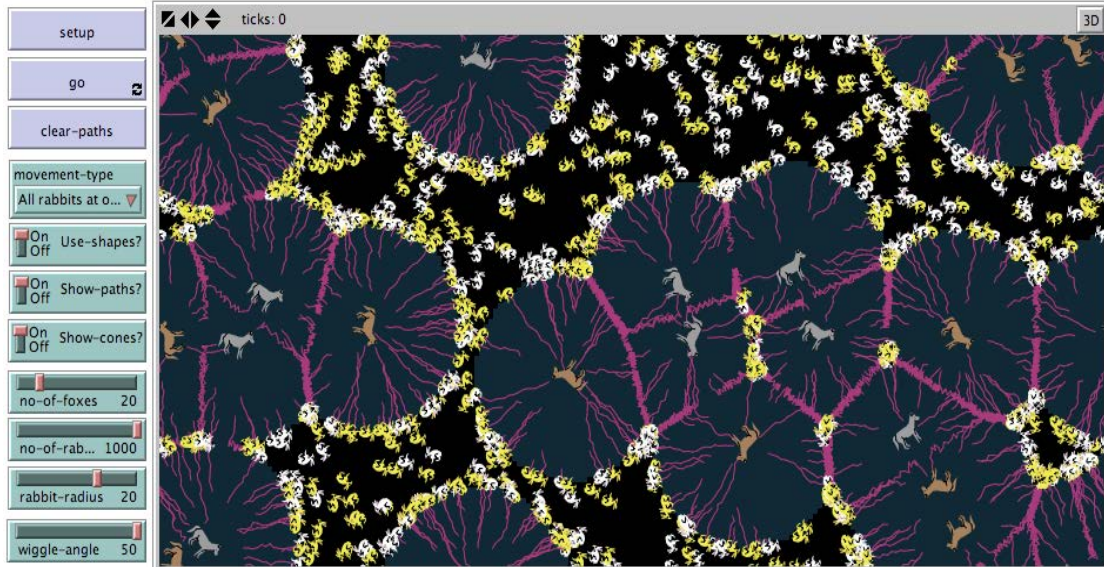 setup
go
clear-paths
movement-type
All rabbits at o...
On
Off
Use-shapes?
On
Off
Show-paths?
On
Off
Show-cones?
no-of-foxes 20
no-of-rab... 1000
rabbit-radius 20
wiggle-angle 50
ticks: 0
3D